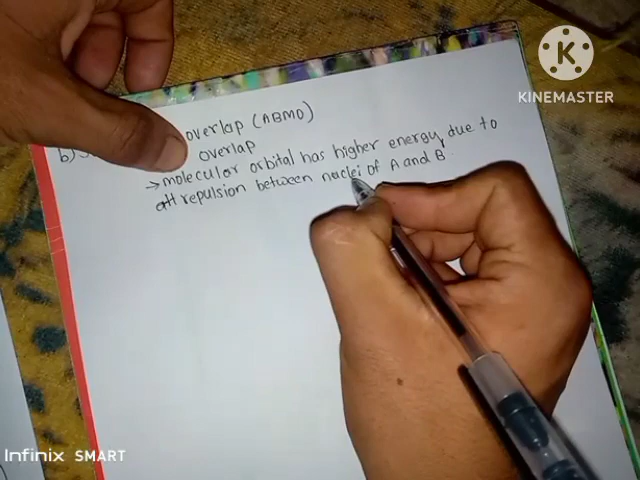 b) overlap (ABMO)
overlap
→ molecular orbital has higher energy due to
repulsion between nuclei of A and B
KINEMASTER
Infinix SMART